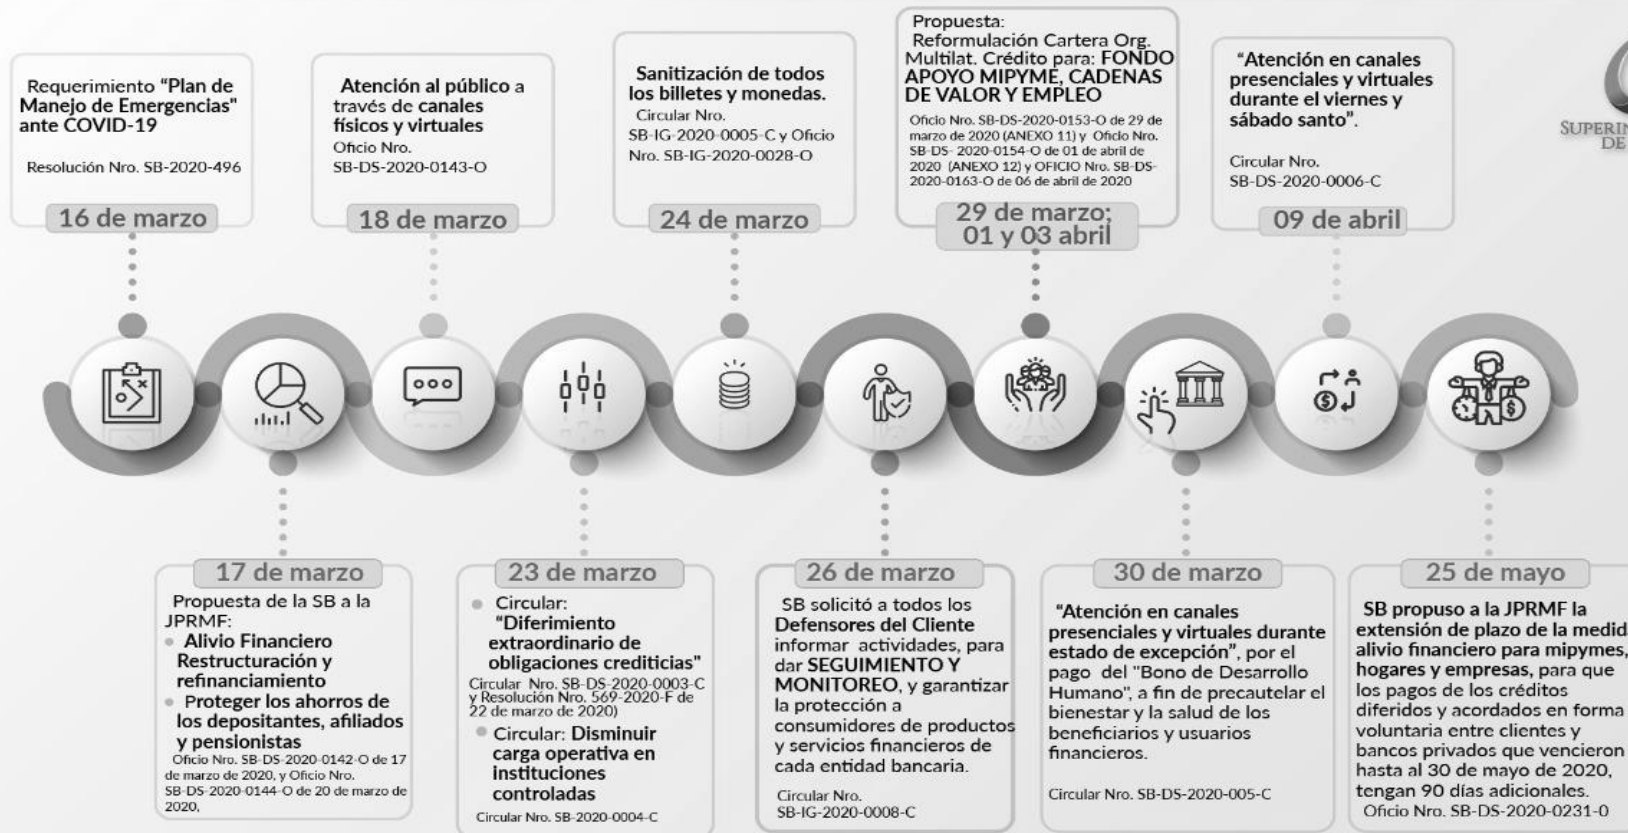 Requerimiento "Plan de
Manejo de Emergencias"
ante COVID-19
Resolución Nro. SB-2020-496
16 de marzo
Atención al público a
través de canales
físicos y virtuales
Oficio Nro.
SB-DS-2020-0143-O
18 de marzo
Sanitización de todos
los billetes y monedas.
Circular Nro.
SB-IG-2020-0005-C y Oficio
Nro. SB-IG-2020-0028-O
24 de marzo
Propuesta:
Reformulación Cartera Org.
Multilat. Crédito para: FONDO
APOYO MIPYME, CADENAS
DE VALOR Y EMPLEO
Oficio Nro. SB-DS-2020-0153-O de 29 de
marzo de 2020 (ANEXO 11) y Oficlo Nro.
SB-DS- 2020-0154-O de 01 de abril de
2020 (ANEXO 12) y OFICIO Nro. SB-DS-
2020-0163-O de 06 de abril de 2020
29 de marzo;
01 y 03 abril
"Atención en canales
presenciales y virtuales
durante el viernes y
sábado santo".
Circular Nro.
SB-DS-2020-0006-C
09 de abril
DE
17 de marzo
Propuesta de la SB a la
JPRMF:
Alivio Financiero
Restructuración y
refinanciamiento
Proteger los ahorros de
los depositantes, afiliados
y pensionistas
Oficio Nro. SB-DS-2020-0142-O de 17
de marzo de 2020, y Oficio Nro.
SB-DS-2020-0144-O de 20 de marzo de
2020,
23 de marzo
Circular:
"Diferimiento
extraordinario de
obligaciones crediticias"
Circular Nro. SB-DS-2020-0003-C
y Resolución Nro. 569-2020-F de
22 de marzo de 2020)
Circular: Disminuir
carga operativa en
instituciones
controladas
Circular Nro. SB-2020-0004-C
26 de marzo
SB solicitó a todos los
Defensores del Cliente
informar actividades, para
dar SEGUIMIENTO Y
MONITOREO, y garantizar
la protección a
consumidores de productos
y servicios financieros de
cada entidad bancaria.
Circular Nro.
SB-IG-2020-0008-C
30 de marzo
"Atención en canales
presenciales y virtuales durante
estado de excepción", por el
pago del "Bono de Desarrollo
Humano", a fin de precautelar el
bienestar y la salud de los
beneficiarios y usuarios
financieros.
Circular Nro. SB-DS-2020-005-C
25 de mayo
SB propuso a la JPRMF la
extensión de plazo de la medid
alivio financiero para mipymes,
hogares y empresas, para que
los pagos de los créditos
diferidos y acordados en forma
voluntaria entre clientes y
bancos privados que vencieron
hasta al 30 de mayo de 2020,
tengan 90 días adicionales.
Oficio Nro. SB-DS-2020-0231-0